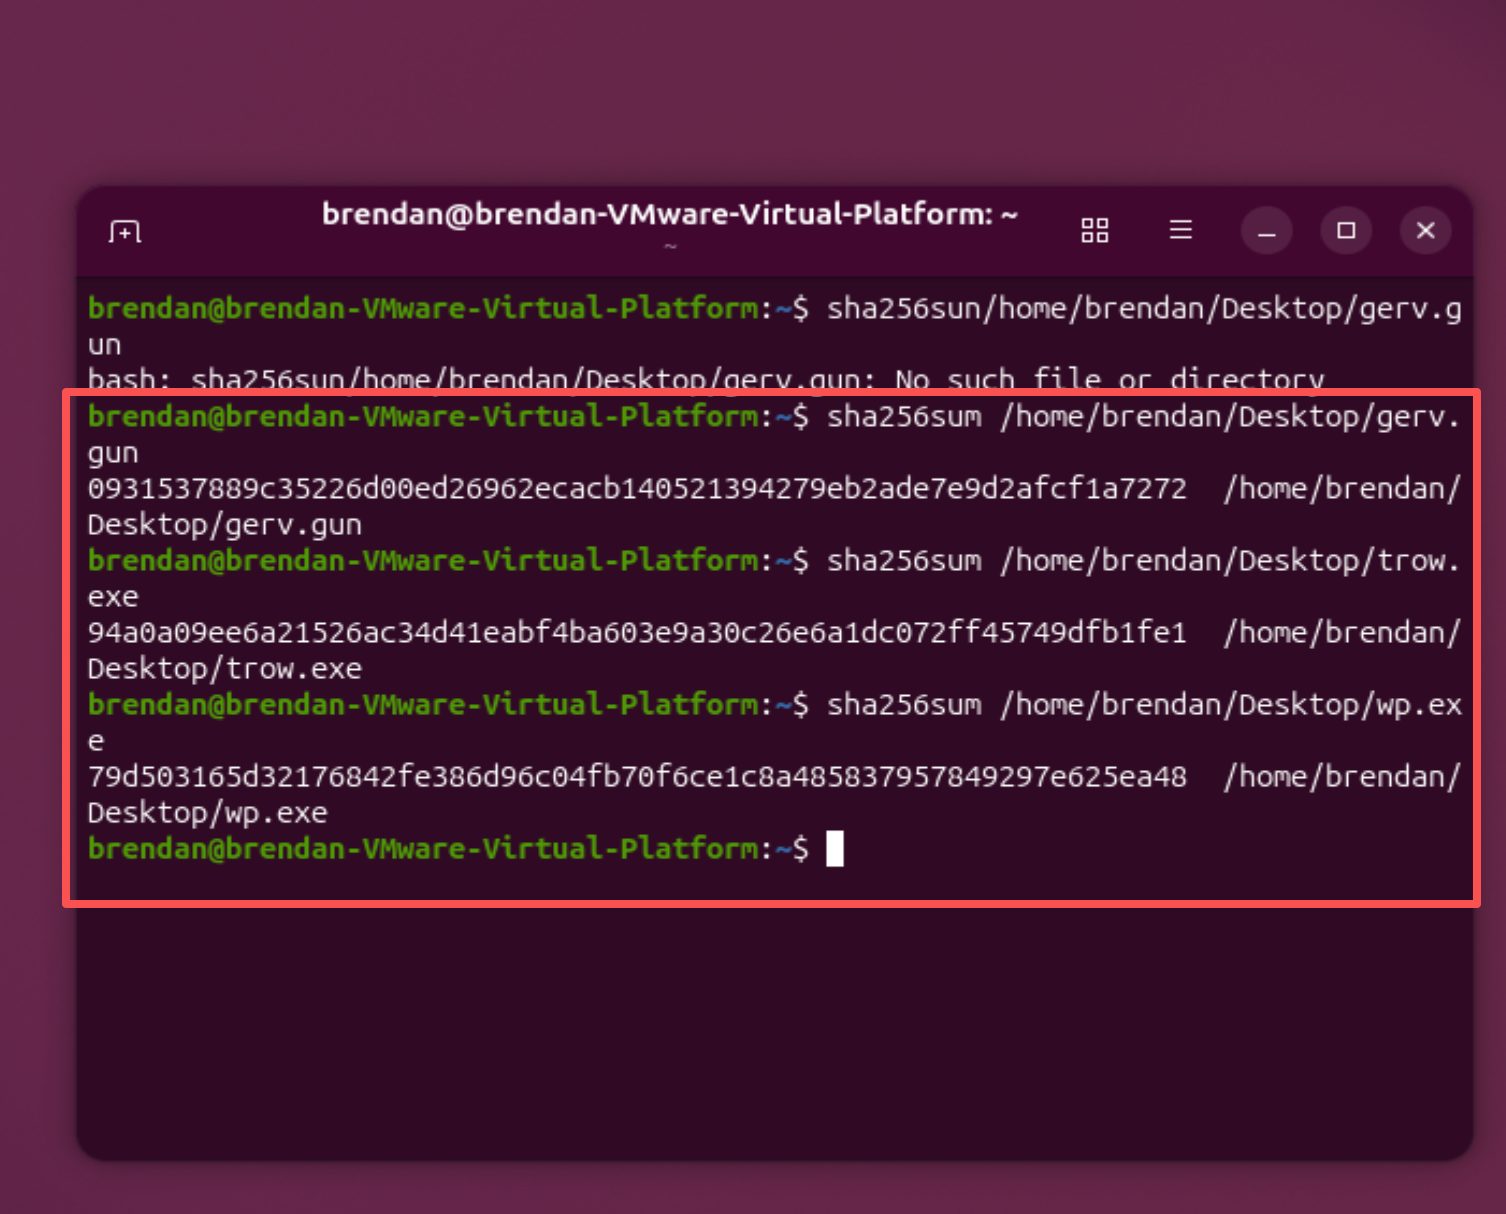 brendan@brendan-VMware-Virtual-Platform: ~
~
brendan@brendan-VMware-Virtual-Platform:~$ sha256sun/home/brendan/Desktop/gerv.g
un
bash: sha256sun/home/brendan/Desktop/gerv.gun: No such file or directory
brendan@brendan-VMware-Virtual-Platform:~$ sha256sum /home/brendan/Desktop/gerv.
gun
0931537889c35226d00ed26962ecacb140521394279eb2ade7e9d2afcf1a7272  /home/brendan/
Desktop/gerv.gun
brendan@brendan-VMware-Virtual-Platform:~$ sha256sum /home/brendan/Desktop/trow.
exe
94a0a09ee6a21526ac34d41eabf4ba603e9a30c26e6a1dc072ff45749dfb1fe1  /home/brendan/
Desktop/trow.exe
brendan@brendan-VMware-Virtual-Platform:~$ sha256sum /home/brendan/Desktop/wp.ex
e
79d503165d32176842fe386d96c04fb70f6ce1c8a485837957849297e625ea48  /home/brendan/
Desktop/wp.exe
brendan@brendan-VMware-Virtual-Platform:~$